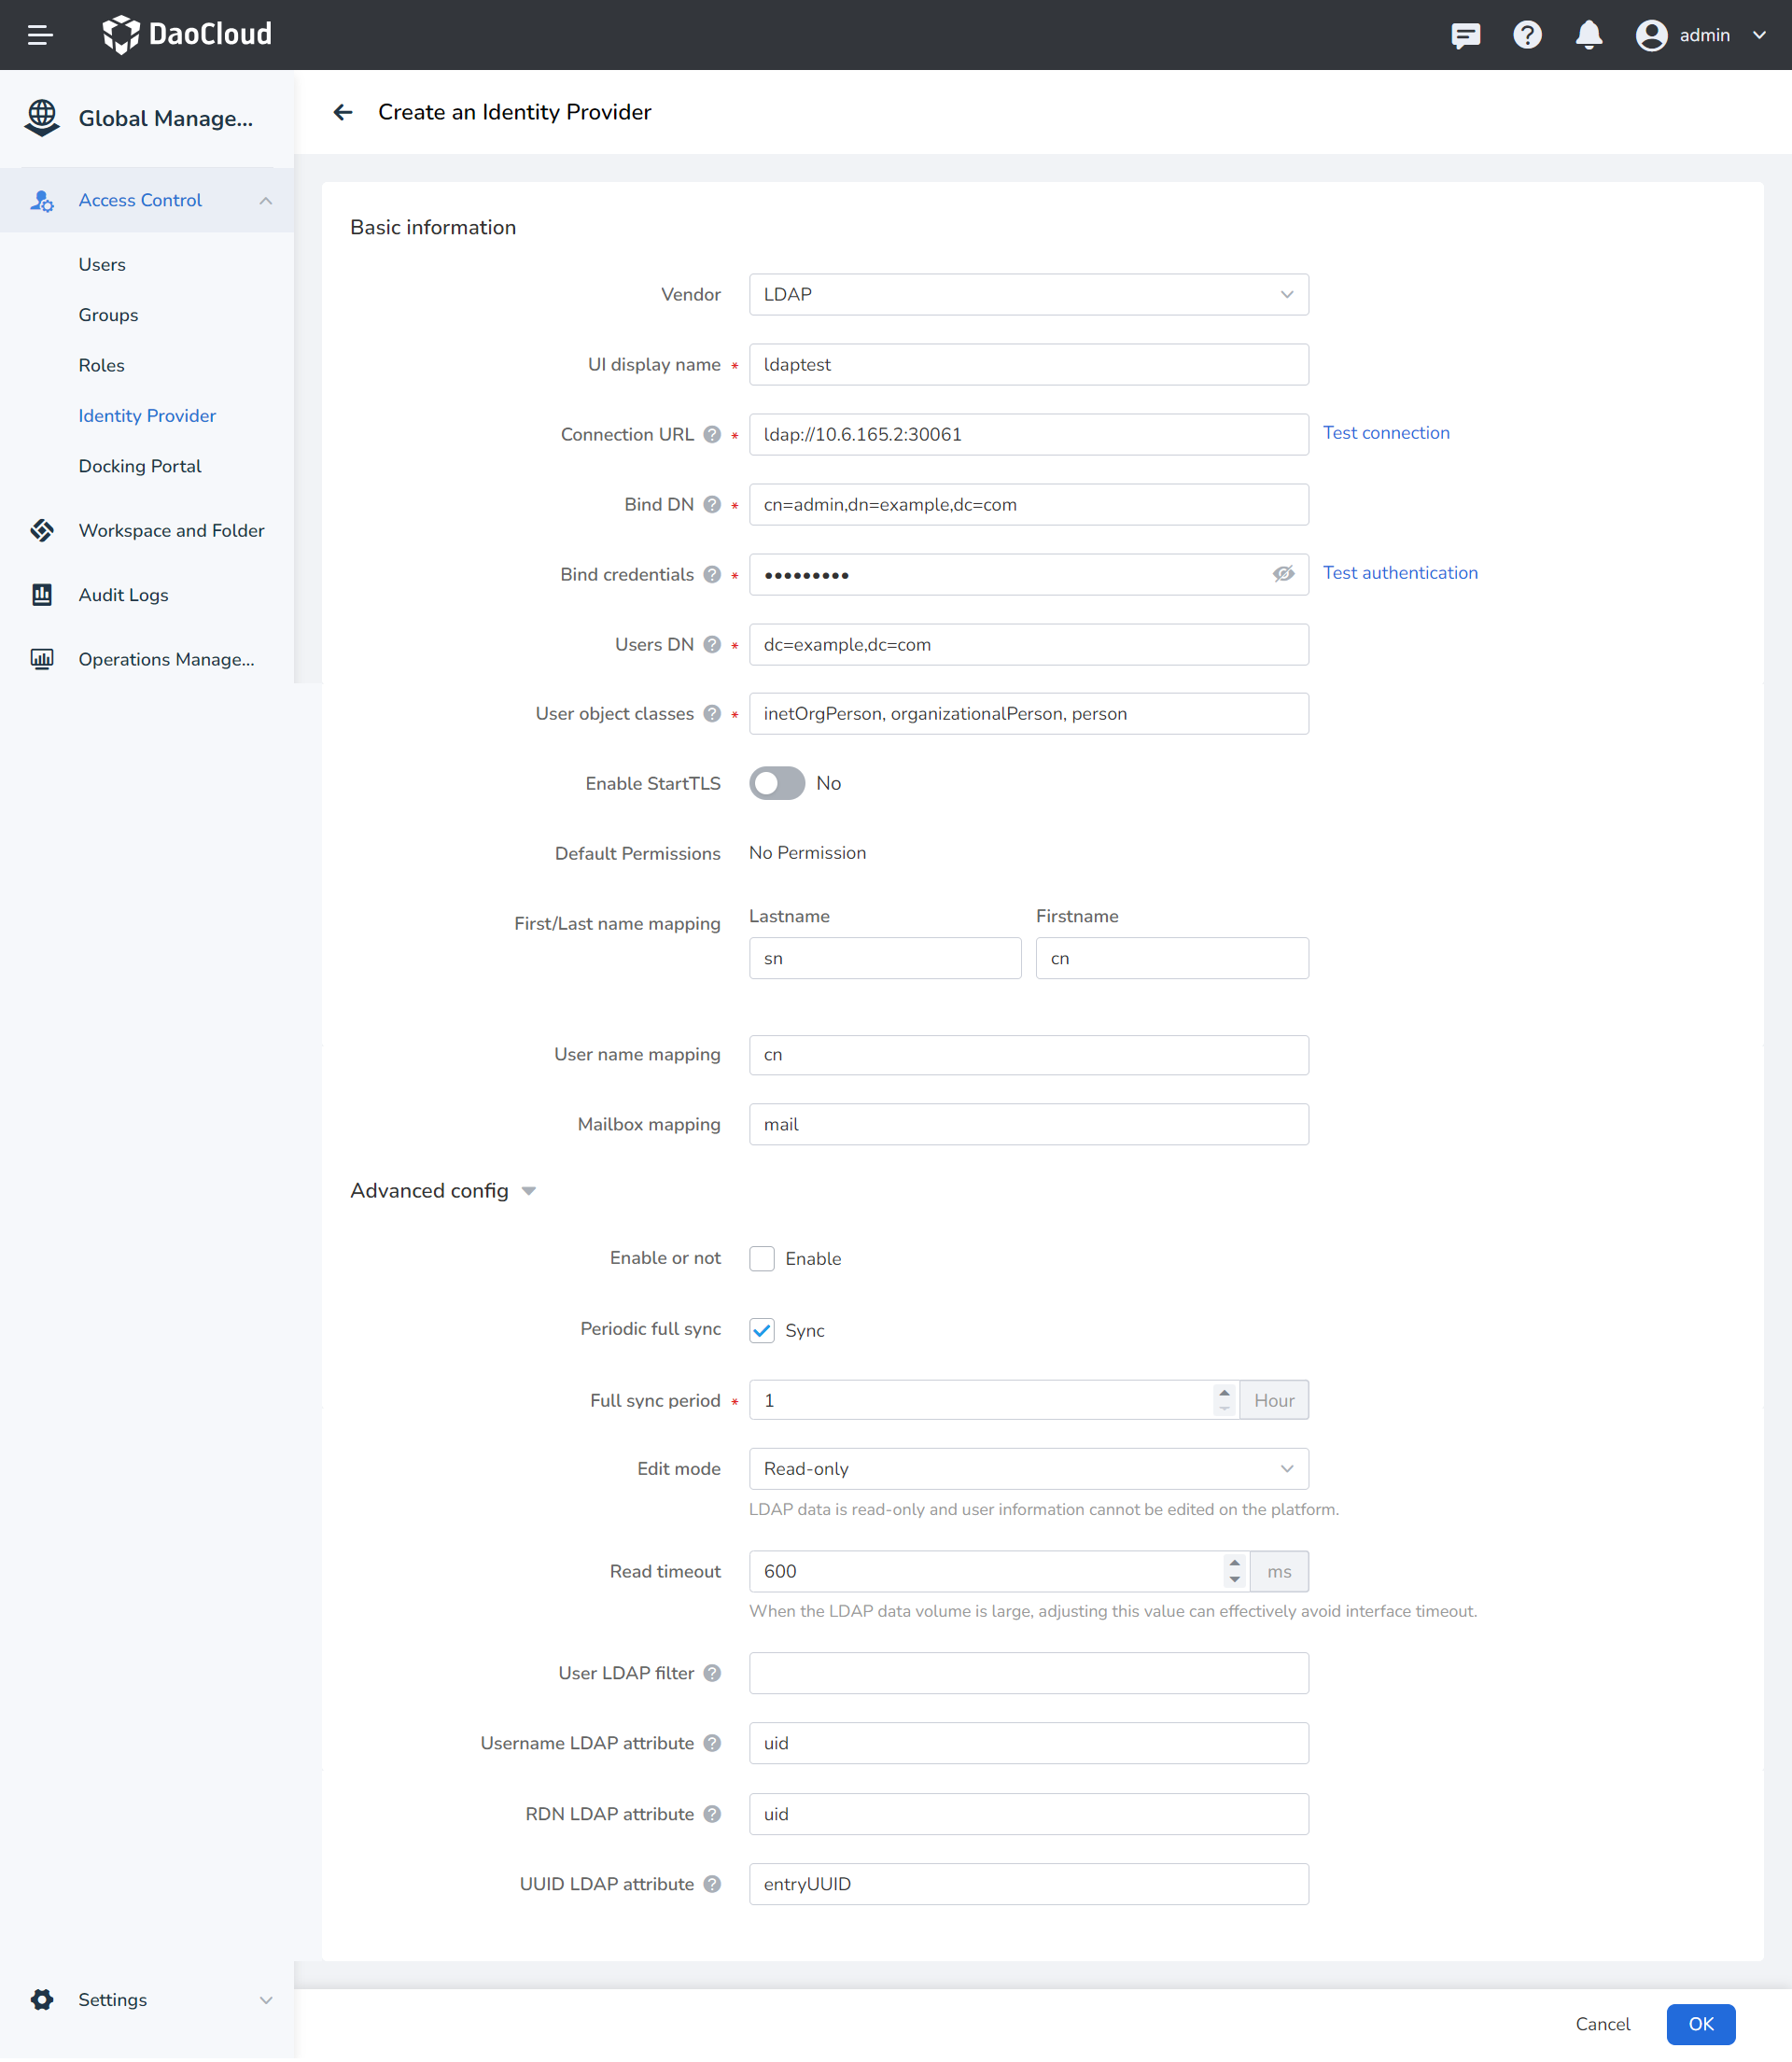 DaoCloud
admin
Global Manage...
Create an Identity Provider
Access Control
Users
Groups
Roles
Identity Provider
Docking Portal
Workspace and Folder
Audit Logs
Operations Manage...
Settings
Basic information
Vendor LDAP
UI display name * ldaptest
Connection URL ? * ldap://10.6.165.2:30061 Test connection
Bind DN ? * cn=admin,dn=example,dc=com
Bind credentials ? * ••••••••• Test authentication
Users DN ? * dc=example,dc=com
User object classes ? * inetOrgPerson, organizationalPerson, person
Enable StartTLS No
Default Permissions No Permission
First/Last name mapping
Lastname Firstname
sn cn
User name mapping cn
Mailbox mapping mail
Advanced config
Enable or not Enable
Periodic full sync Sync
Full sync period * 1 Hour
Edit mode Read-only
LDAP data is read-only and user information cannot be edited on the platform.
Read timeout 600 ms
When the LDAP data volume is large, adjusting this value can effectively avoid interface timeout.
User LDAP filter ?
Username LDAP attribute ? uid
RDN LDAP attribute ? uid
UUID LDAP attribute ? entryUUID
Cancel OK